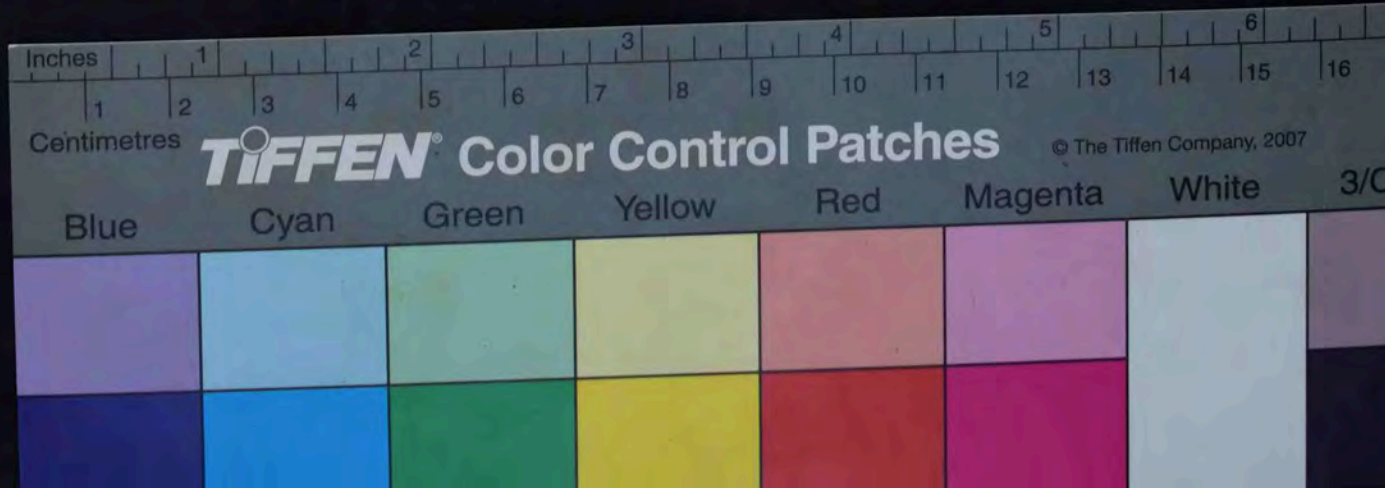 Inches 1 2 3 4 5 6
1 2 3 4 5 6 7 8 9 10 11 12 13 14 15 16
Centimetres
TIFFEN® Color Control Patches © The Tiffen Company, 2007
Blue Cyan Green Yellow Red Magenta White 3/C